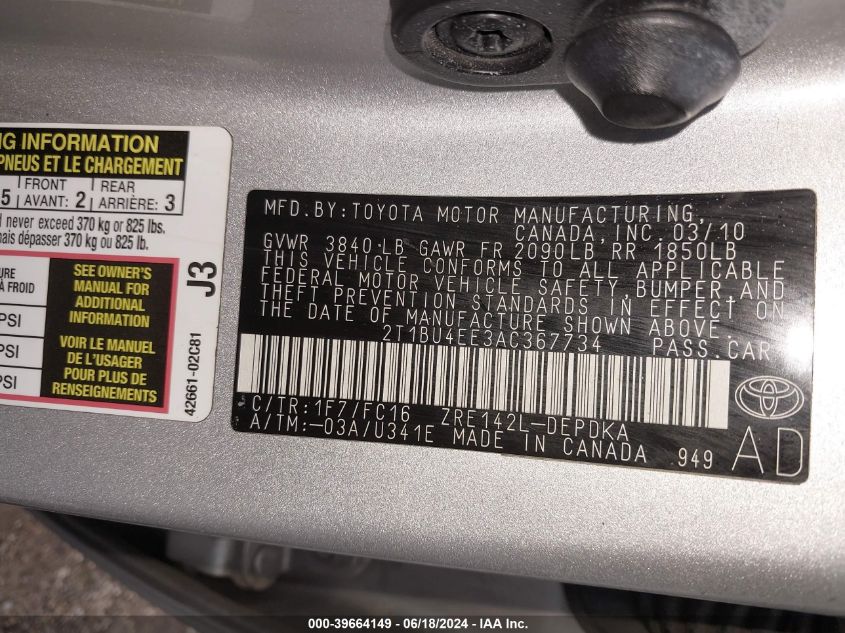 NG INFORMATION
PNEUS ET LE CHARGEMENT
5 FRONT AVANT: 2 REAR ARRIÈRE: 3
never exceed 370 kg or 825 lb.
mais dépasser 370 kg ou 825 lb.
À FROID
PSI
PSI
PSI
SEE OWNER'S
MANUAL FOR
ADDITIONAL
INFORMATION
VOIR LE MANUEL
DE L'USAGER
POUR PLUS DE
RENSEIGNEMENTS
J3
42661-02C81
MFD.BY:TOYOTA MOTOR MANUFACTURING,
CANADA, INC. 03/10
GVWR 3840 LB GAWR FR 2090LB RR 1850LB
THIS VEHICLE CONFORMS TO ALL APPLICABLE
FEDERAL MOTOR VEHICLE SAFETY, BUMPER AND
THEFT PREVENTION STANDARDS IN EFFECT ON
THE DATE OF MANUFACTURE SHOWN ABOVE.
2T1BU4EE3AC367734 PASS.CAR
C/TR:1F7/FC16 ZRE142L-DEPDKA
A/TM:-03A/U341E MADE IN CANADA 949
AD
000-39664149 - 06/18/2024 - IAA Inc.